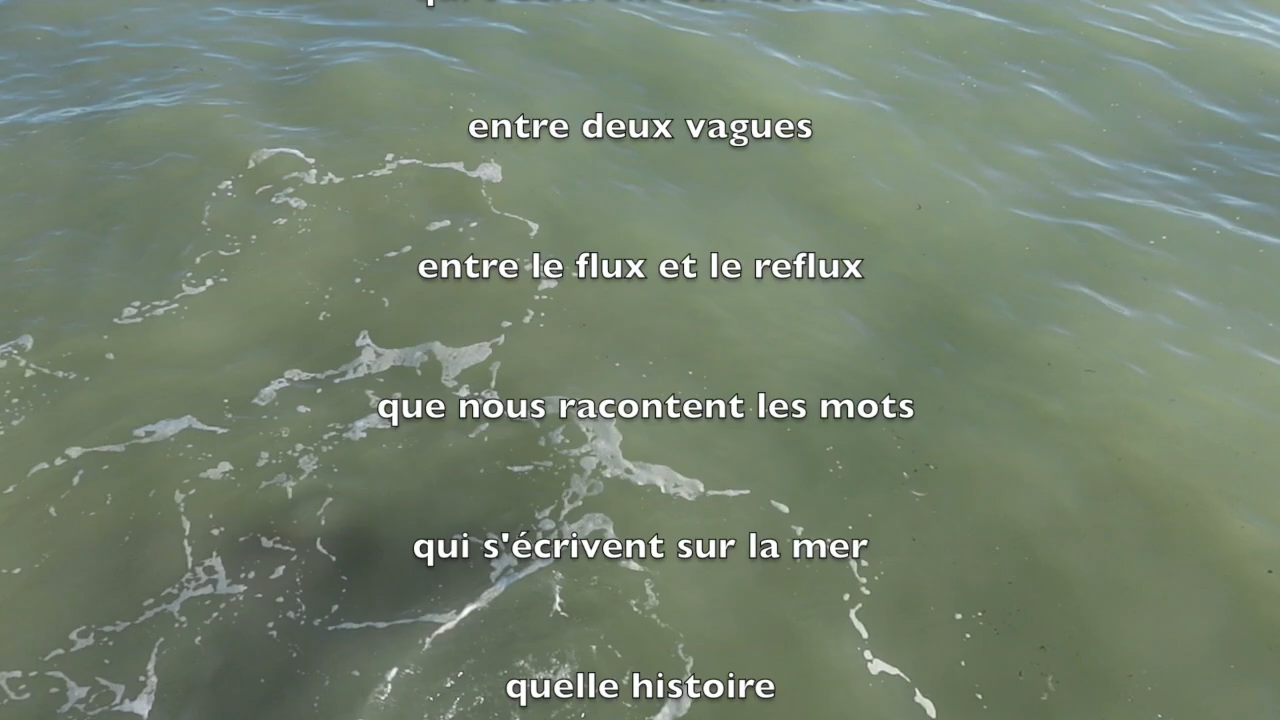 entre deux vagues
entre le flux et le reflux
que nous racontent les mots
qui s'écrivent sur la mer
quelle histoire